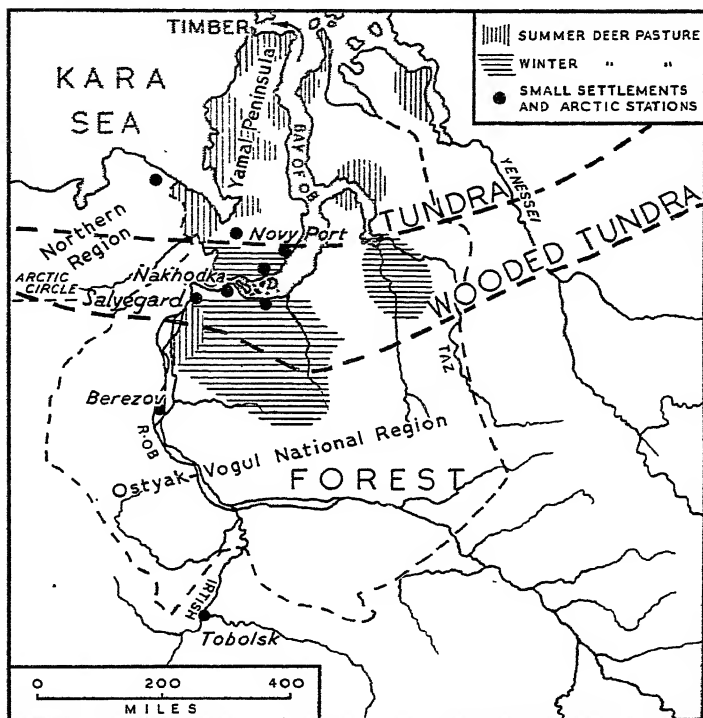 TIMBER
SUMMER DEER PASTURE
WINTER " "
SMALL SETTLEMENTS
AND ARCTIC STATIONS
KARA
SEA
Yamal-Peninsula
BAY OF OB
YENESSEI
TUNDRA
WOODED TUNDRA
Northern
Region
Novy Port
ARCTIC
CIRCLE
Nakhodka
Salyegard
TAZ
Berezov
R. OB
Ostyak-Vogul National Region
FOREST
IRTISH
Tobolsk
0 200 400
MILES